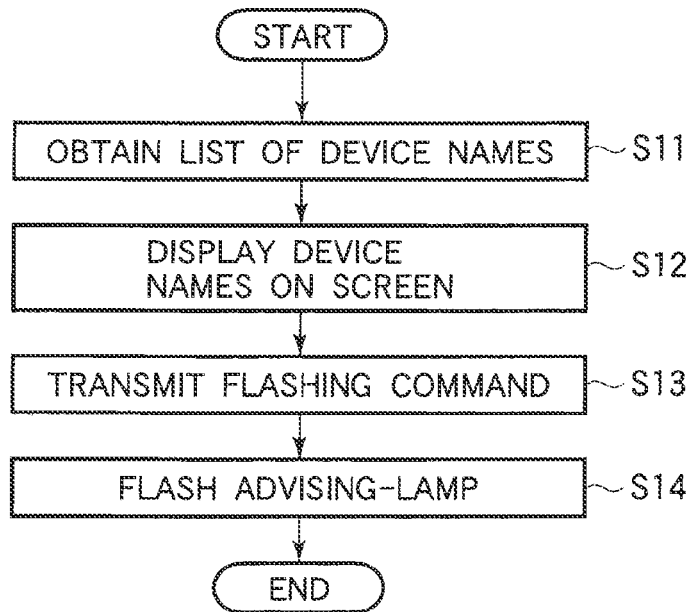 START
OBTAIN LIST OF DEVICE NAMES
S11
DISPLAY DEVICE
NAMES ON SCREEN
S12
TRANSMIT FLASHING COMMAND
S13
FLASH ADVISING-LAMP
S14
END